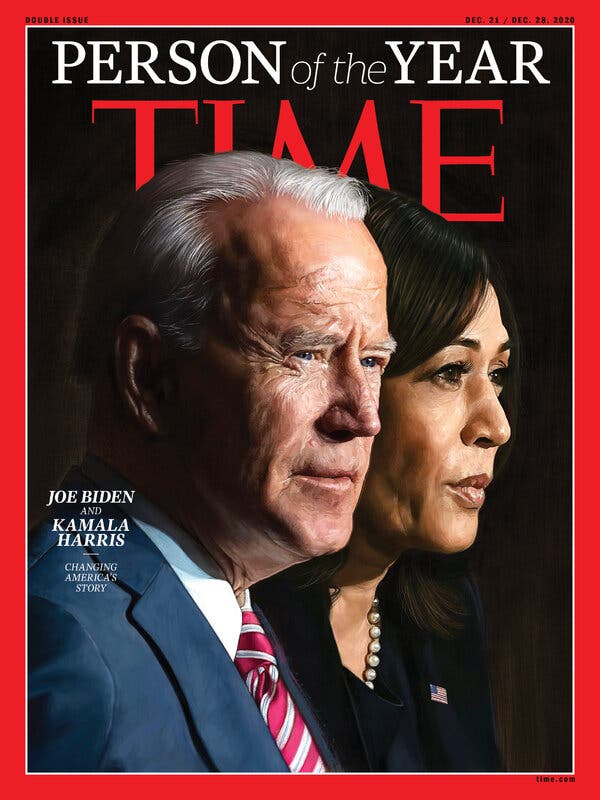 DOUBLE ISSUE
DEC. 21 / DEC. 28, 2020
PERSON of the YEAR
TIME
JOE BIDEN
AND
KAMALA
HARRIS
CHANGING
AMERICA'S
STORY
time.com